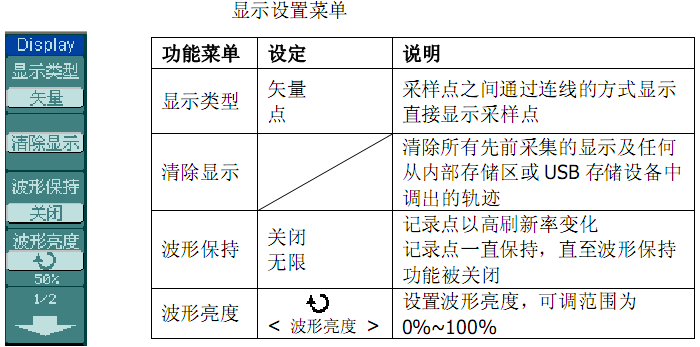 显示设置菜单
Display
显示类型
矢量
清除显示
波形保持
关闭
波形亮度
50%
1/2
功能菜单 设定 说明
显示类型
矢量
点
采样点之间通过连线的方式显示
直接显示采样点
清除显示
清除所有先前采集的显示及任何
从内部存储区或 USB 存储设备中
调出的轨迹
波形保持
关闭
无限
记录点以高刷新率变化
记录点一直保持，直至波形保持
功能被关闭
波形亮度
< 波形亮度 >
设置波形亮度，可调范围为
0%~100%